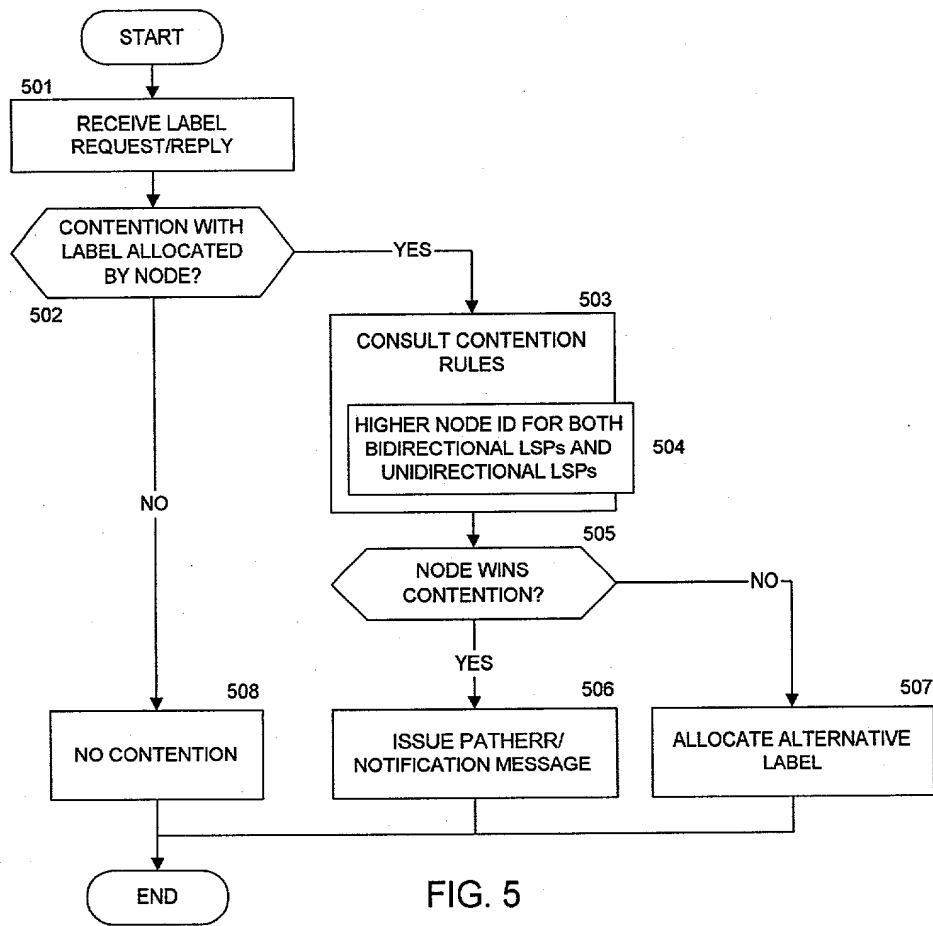 START
501
RECEIVE LABEL
REQUEST/REPLY
CONTENTION WITH
LABEL ALLOCATED
BY NODE?
502
YES
503
CONSULT CONTENTION
RULES
HIGHER NODE ID FOR BOTH
BIDIRECTIONAL LSPs AND
UNIDIRECTIONAL LSPs
504
NO
505
NODE WINS
CONTENTION?
NO
YES
508
NO CONTENTION
506
ISSUE PATHERR/
NOTIFICATION MESSAGE
507
ALLOCATE ALTERNATIVE
LABEL
END
FIG. 5